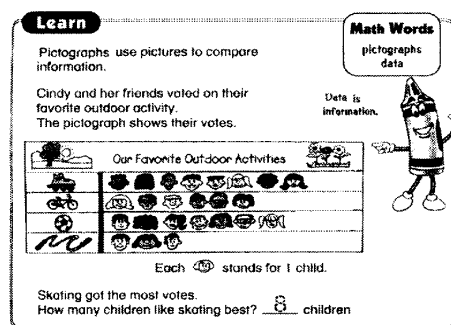 Learn
Math Words
pictographs
data
Pictographs use pictures to compare
information.
Cindy and her friends voted on their
favorite outdoor activity.
The pictograph shows their votes.
Data is
information.
Our Favorite Outdoor Activities
Each stands for 1 child.
Skating got the most votes.
How many children like skating best? 8 children